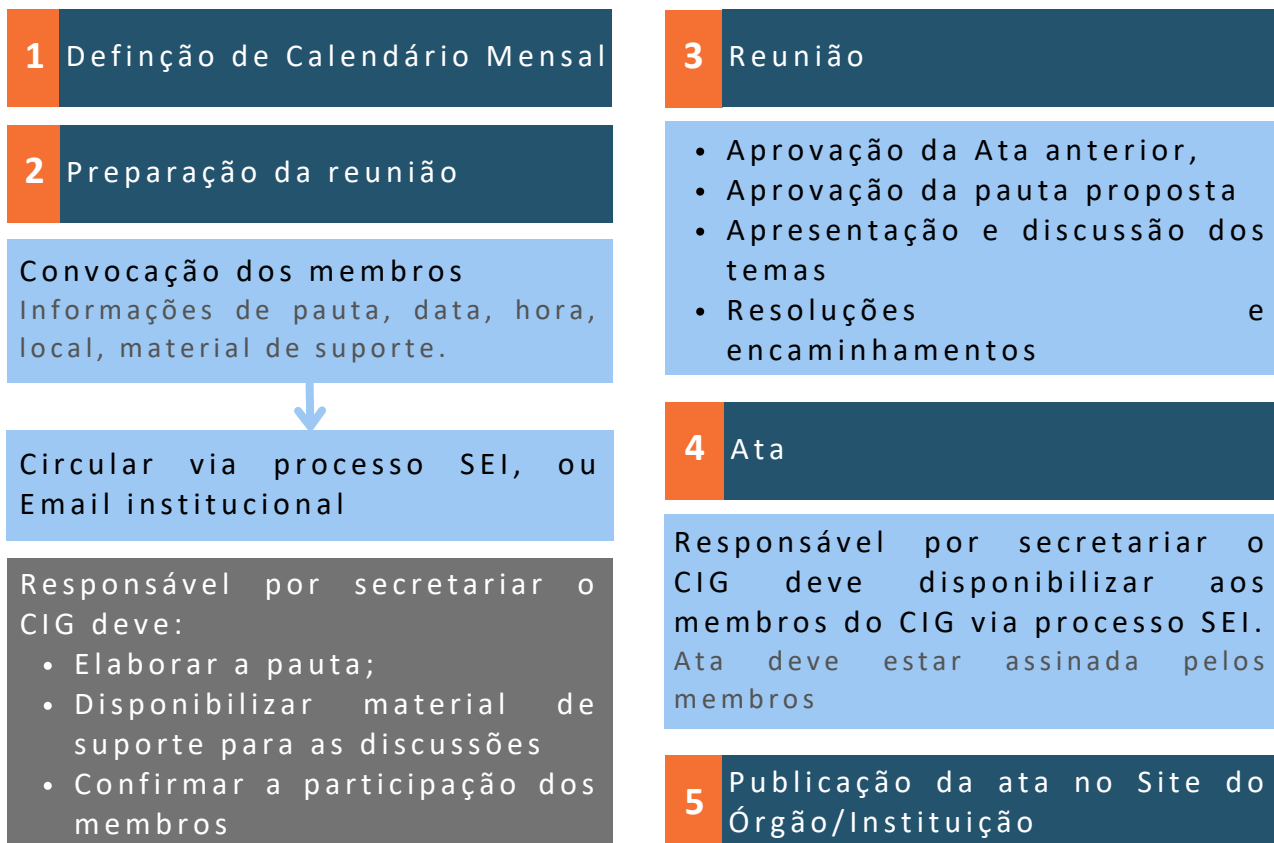 1 Definção de Calendário Mensal
2 Preparação da reunião
Convocação dos membros
Informações de pauta, data, hora,
local, material de suporte.
Circular via processo SEI, ou
Email institucional
Responsável por secretariar o
CIG deve:
• Elaborar a pauta;
• Disponibilizar material de
suporte para as discussões
• Confirmar a participação dos
membros
3 Reunião
• Aprovação da Ata anterior,
• Aprovação da pauta proposta
• Apresentação e discussão dos
temas
• Resoluções e
encaminhamentos
4 Ata
Responsável por secretariar o
CIG deve disponibilizar aos
membros do CIG via processo SEI.
Ata deve estar assinada pelos
membros
5 Publicação da ata no Site do
Órgão/Instituição